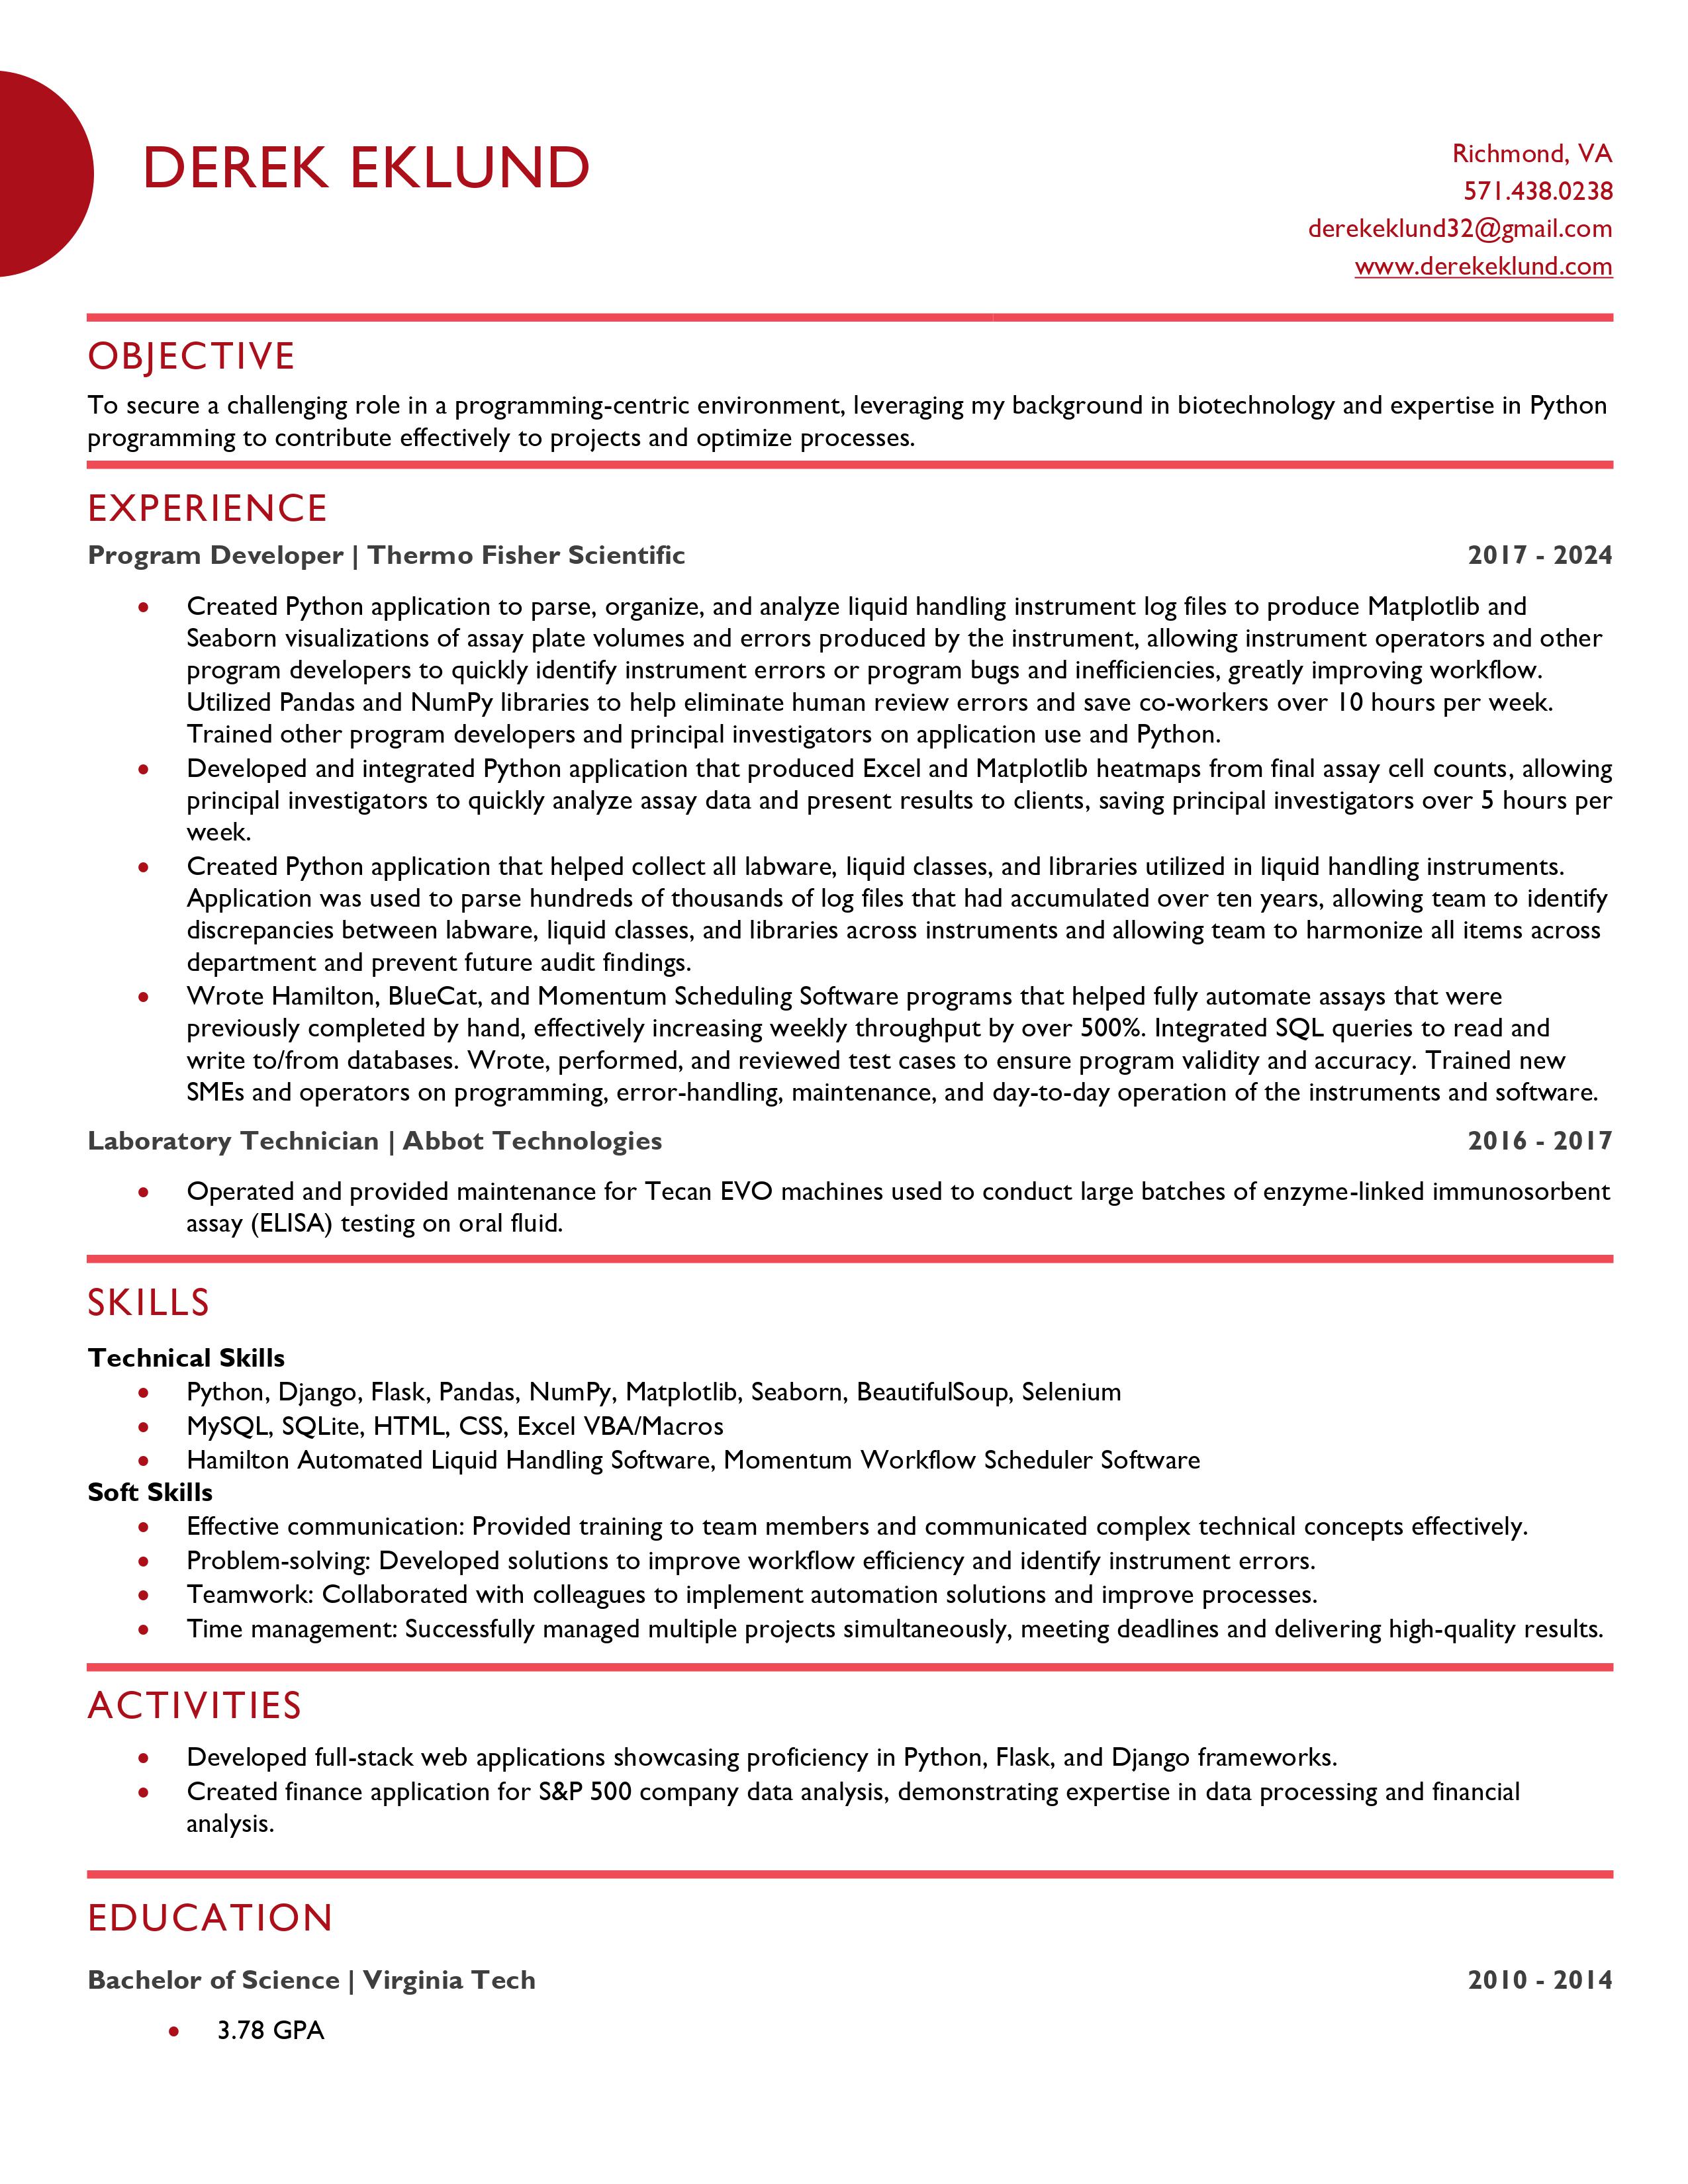 DEREK EKLUND
Richmond, VA
571.438.0238
derekeklund32@gmail.com
www.derekeklund.com
OBJECTIVE
To secure a challenging role in a programming-centric environment, leveraging my background in biotechnology and expertise in Python
programming to contribute effectively to projects and optimize processes.
EXPERIENCE
Program Developer | Thermo Fisher Scientific 2017 - 2024
• Created Python application to parse, organize, and analyze liquid handling instrument log files to produce Matplotlib and
Seaborn visualizations of assay plate volumes and errors produced by the instrument, allowing instrument operators and other
program developers to quickly identify instrument errors or program bugs and inefficiencies, greatly improving workflow.
Utilized Pandas and NumPy libraries to help eliminate human review errors and save co-workers over 10 hours per week.
Trained other program developers and principal investigators on application use and Python.
• Developed and integrated Python application that produced Excel and Matplotlib heatmaps from final assay cell counts, allowing
principal investigators to quickly analyze assay data and present results to clients, saving principal investigators over 5 hours per
week.
• Created Python application that helped collect all labware, liquid classes, and libraries utilized in liquid handling instruments.
Application was used to parse hundreds of thousands of log files that had accumulated over ten years, allowing team to identify
discrepancies between labware, liquid classes, and libraries across instruments and allowing team to harmonize all items across
department and prevent future audit findings.
• Wrote Hamilton, BlueCat, and Momentum Scheduling Software programs that helped fully automate assays that were
previously completed by hand, effectively increasing weekly throughput by over 500%. Integrated SQL queries to read and
write to/from databases. Wrote, performed, and reviewed test cases to ensure program validity and accuracy. Trained new
SMEs and operators on programming, error-handling, maintenance, and day-to-day operation of the instruments and software.
Laboratory Technician | Abbot Technologies 2016 - 2017
• Operated and provided maintenance for Tecan EVO machines used to conduct large batches of enzyme-linked immunosorbent
assay (ELISA) testing on oral fluid.
SKILLS
Technical Skills
• Python, Django, Flask, Pandas, NumPy, Matplotlib, Seaborn, BeautifulSoup, Selenium
• MySQL, SQLite, HTML, CSS, Excel VBA/Macros
• Hamilton Automated Liquid Handling Software, Momentum Workflow Scheduler Software
Soft Skills
• Effective communication: Provided training to team members and communicated complex technical concepts effectively.
• Problem-solving: Developed solutions to improve workflow efficiency and identify instrument errors.
• Teamwork: Collaborated with colleagues to implement automation solutions and improve processes.
• Time management: Successfully managed multiple projects simultaneously, meeting deadlines and delivering high-quality results.
ACTIVITIES
• Developed full-stack web applications showcasing proficiency in Python, Flask, and Django frameworks.
• Created finance application for S&P 500 company data analysis, demonstrating expertise in data processing and financial
analysis.
EDUCATION
Bachelor of Science | Virginia Tech 2010 - 2014
• 3.78 GPA